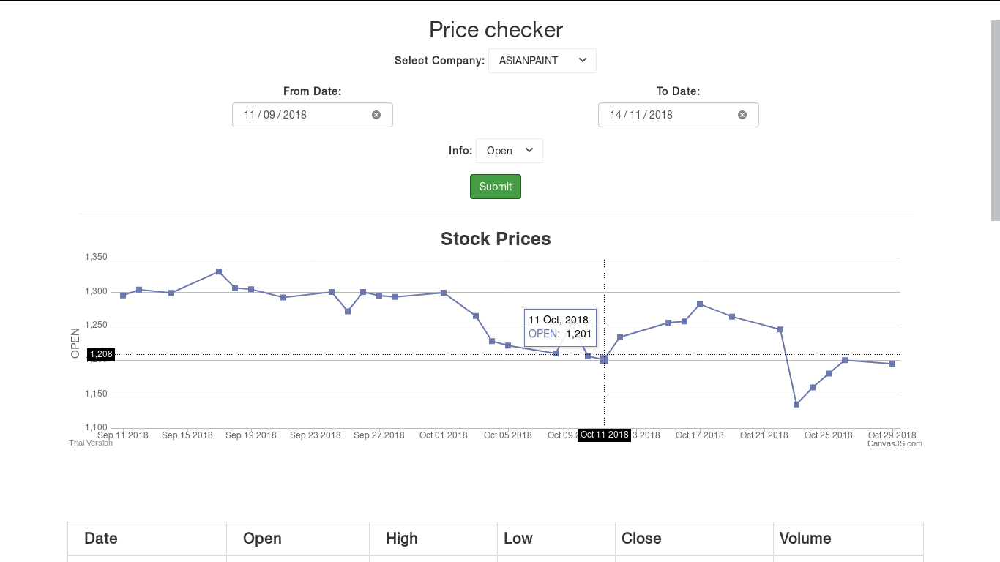 Price checker
Select Company: ASIANPAINT
From Date: To Date:
11 / 09 / 2018 14 / 11 / 2018
Info: Open
Submit
Stock Prices
1,350
1,300
1,250
1,208
1,150
1,100
OPEN
11 Oct, 2018
OPEN: 1,201
Sep 11 2018 Sep 15 2018 Sep 19 2018 Sep 23 2018 Sep 27 2018 Oct 01 2018 Oct 05 2018 Oct 09 Oct 11 2018 3 2018 Oct 17 2018 Oct 21 2018 Oct 25 2018 Oct 29 2018
Trial Version CanvasJS.com
Date Open High Low Close Volume